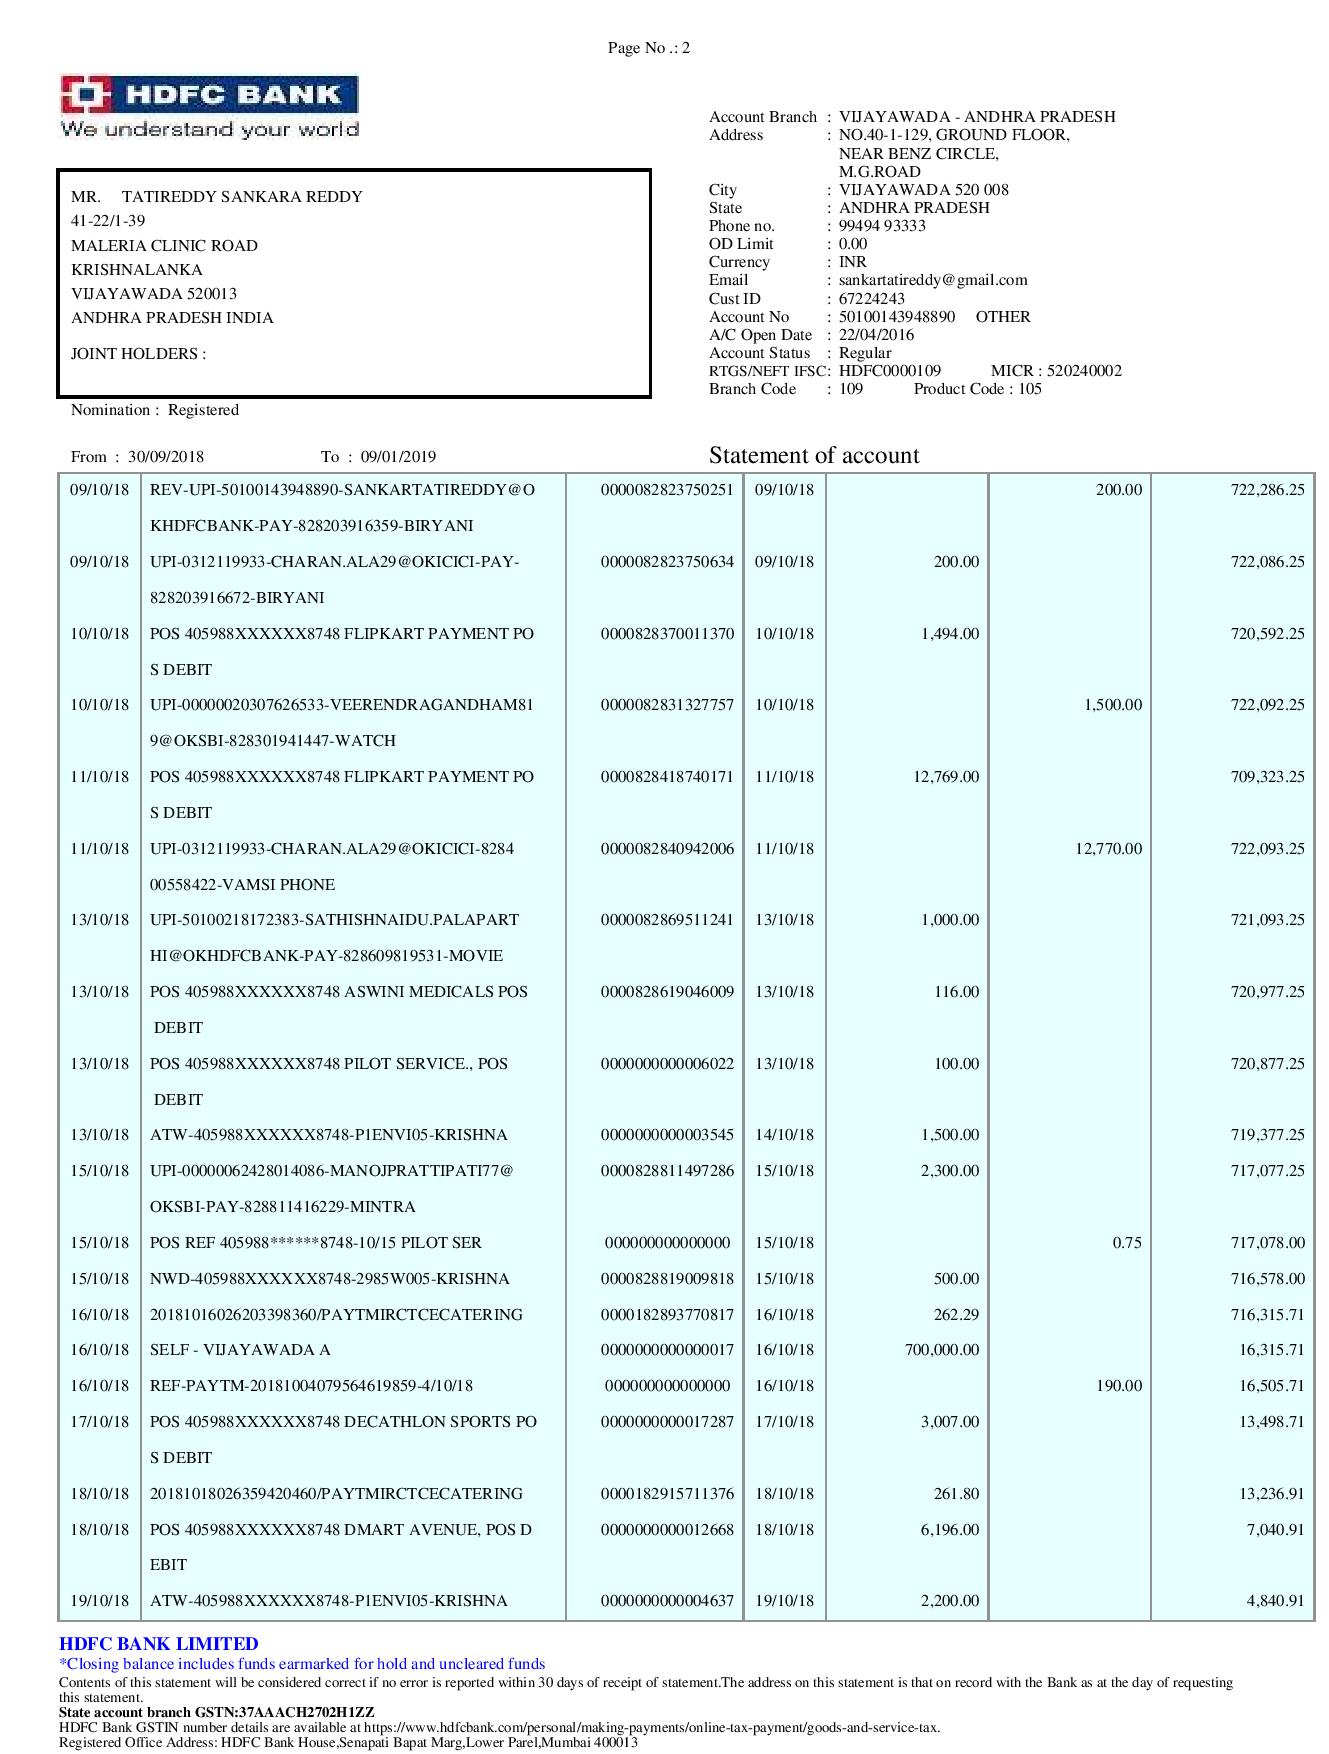 Page No .: 2
HDFC BANK
We understand your world
Account Branch : VIJAYAWADA - ANDHRA PRADESH
Address : NO.40-1-129, GROUND FLOOR,
NEAR BENZ CIRCLE,
M.G.ROAD
City : VIJAYAWADA 520 008
State : ANDHRA PRADESH
Phone no. : 99494 93333
OD Limit : 0.00
Currency : INR
Email : sankartatireddy@gmail.com
Cust ID : 67224243
Account No : 50100143948890 OTHER
A/C Open Date : 22/04/2016
Account Status : Regular
RTGS/NEFT IFSC: HDFC0000109 MICR : 520240002
Branch Code : 109 Product Code : 105
MR. TATIREDDY SANKARA REDDY
41-22/1-39
MALERIA CLINIC ROAD
KRISHNALANKA
VIJAYAWADA 520013
ANDHRA PRADESH INDIA
JOINT HOLDERS :
Nomination : Registered
From : 30/09/2018 To : 09/01/2019 Statement of account
09/10/18 REV-UPI-50100143948890-SANKARTATIREDDY@O 0000082823750251 09/10/18 200.00 722,286.25
KHDFCBANK-PAY-828203916359-BIRYANI
09/10/18 UPI-0312119933-CHARAN.ALA29@OKICICI-PAY- 0000082823750634 09/10/18 200.00 722,086.25
828203916672-BIRYANI
10/10/18 POS 405988XXXXXX8748 FLIPKART PAYMENT PO 0000828370011370 10/10/18 1,494.00 720,592.25
S DEBIT
10/10/18 UPI-00000020307626533-VEERENDRAGANDHAM81 0000082831327757 10/10/18 1,500.00 722,092.25
9@OKSBI-828301941447-WATCH
11/10/18 POS 405988XXXXXX8748 FLIPKART PAYMENT PO 0000828418740171 11/10/18 12,769.00 709,323.25
S DEBIT
11/10/18 UPI-0312119933-CHARAN.ALA29@OKICICI-8284 0000082840942006 11/10/18 12,770.00 722,093.25
00558422-VAMSI PHONE
13/10/18 UPI-50100218172383-SATHISHNAIDU.PALAPART 0000082869511241 13/10/18 1,000.00 721,093.25
HI@OKHDFCBANK-PAY-828609819531-MOVIE
13/10/18 POS 405988XXXXXX8748 ASWINI MEDICALS POS 0000828619046009 13/10/18 116.00 720,977.25
DEBIT
13/10/18 POS 405988XXXXXX8748 PILOT SERVICE., POS 0000000000006022 13/10/18 100.00 720,877.25
DEBIT
13/10/18 ATW-405988XXXXXX8748-P1ENVI05-KRISHNA 0000000000003545 14/10/18 1,500.00 719,377.25
15/10/18 UPI-00000062428014086-MANOJPRATTIPATI77@ 0000828811497286 15/10/18 2,300.00 717,077.25
OKSBI-PAY-828811416229-MINTRA
15/10/18 POS REF 405988******8748-10/15 PILOT SER 000000000000000 15/10/18 0.75 717,078.00
15/10/18 NWD-405988XXXXXX8748-2985W005-KRISHNA 0000828819009818 15/10/18 500.00 716,578.00
16/10/18 20181016026203398360/PAYTMIRCTCECATERING 0000182893770817 16/10/18 262.29 716,315.71
16/10/18 SELF - VIJAYAWADA A 0000000000000017 16/10/18 700,000.00 16,315.71
16/10/18 REF-PAYTM-20181004079564619859-4/10/18 000000000000000 16/10/18 190.00 16,505.71
17/10/18 POS 405988XXXXXX8748 DECATHLON SPORTS PO 0000000000017287 17/10/18 3,007.00 13,498.71
S DEBIT
18/10/18 20181018026359420460/PAYTMIRCTCECATERING 0000182915711376 18/10/18 261.80 13,236.91
18/10/18 POS 405988XXXXXX8748 DMART AVENUE, POS D 0000000000012668 18/10/18 6,196.00 7,040.91
EBIT
19/10/18 ATW-405988XXXXXX8748-P1ENVI05-KRISHNA 0000000000004637 19/10/18 2,200.00 4,840.91
HDFC BANK LIMITED
*Closing balance includes funds earmarked for hold and uncleared funds
Contents of this statement will be considered correct if no error is reported within 30 days of receipt of statement.The address on this statement is that on record with the Bank as at the day of requesting
this statement.
State account branch GSTN:37AAACH2702H1ZZ
HDFC Bank GSTIN number details are available at https://www.hdfcbank.com/personal/making-payments/online-tax-payment/goods-and-service-tax.
Registered Office Address: HDFC Bank House,Senapati Bapat Marg,Lower Parel,Mumbai 400013